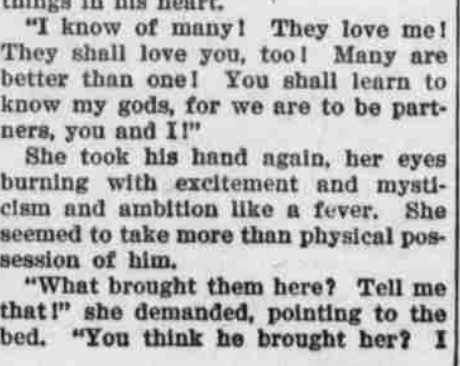 things in his heart.
"I know of many! They love me!
They shall love you, too! Many are
better than one! You shall learn to
know my gods, for we are to be part-
ners, you and I!"
She took his hand again, her eyes
burning with excitement and mysti-
cism and ambition like a fever. She
seemed to take more than physical pos-
session of him.
"What brought them here? Tell me
that!" she demanded, pointing to the
bed. "You think he brought her? I